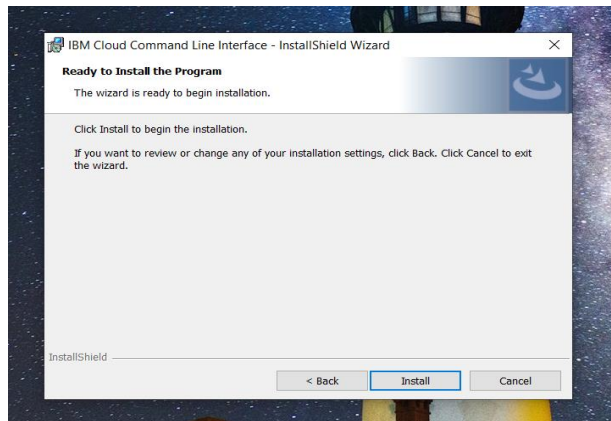 IBM Cloud Command Line Interface - InstallShield Wizard
Ready to Install the Program
The wizard is ready to begin installation.
Click Install to begin the installation.
If you want to review or change any of your installation settings, click Back. Click Cancel to exit
the wizard.
InstallShield
< Back Install Cancel